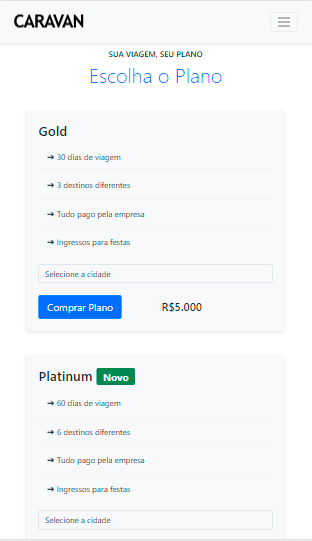 CARAVAN
SUA VIAGEM, SEU PLANO
Escolha o Plano
Gold
➔ 30 dias de viagem
➔ 3 destinos diferentes
➔ Tudo pago pela empresa
➔ Ingressos para festas
Selecione a cidade
Comprar Plano R$5.000
Platinum Novo
➔ 60 dias de viagem
➔ 6 destinos diferentes
➔ Tudo pago pela empresa
➔ Ingressos para festas
Selecione a cidade